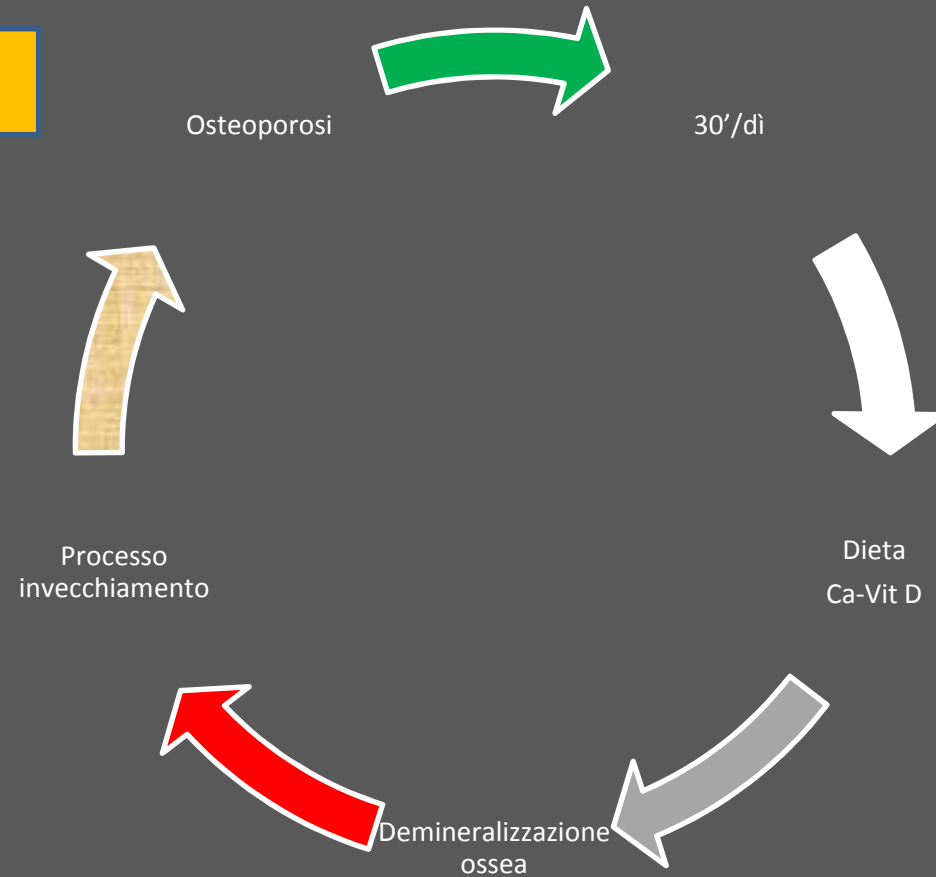 Osteoporosi
30’/dì
Dieta
Ca-Vit D
Demineralizzazione
ossea
Processo
invecchiamento